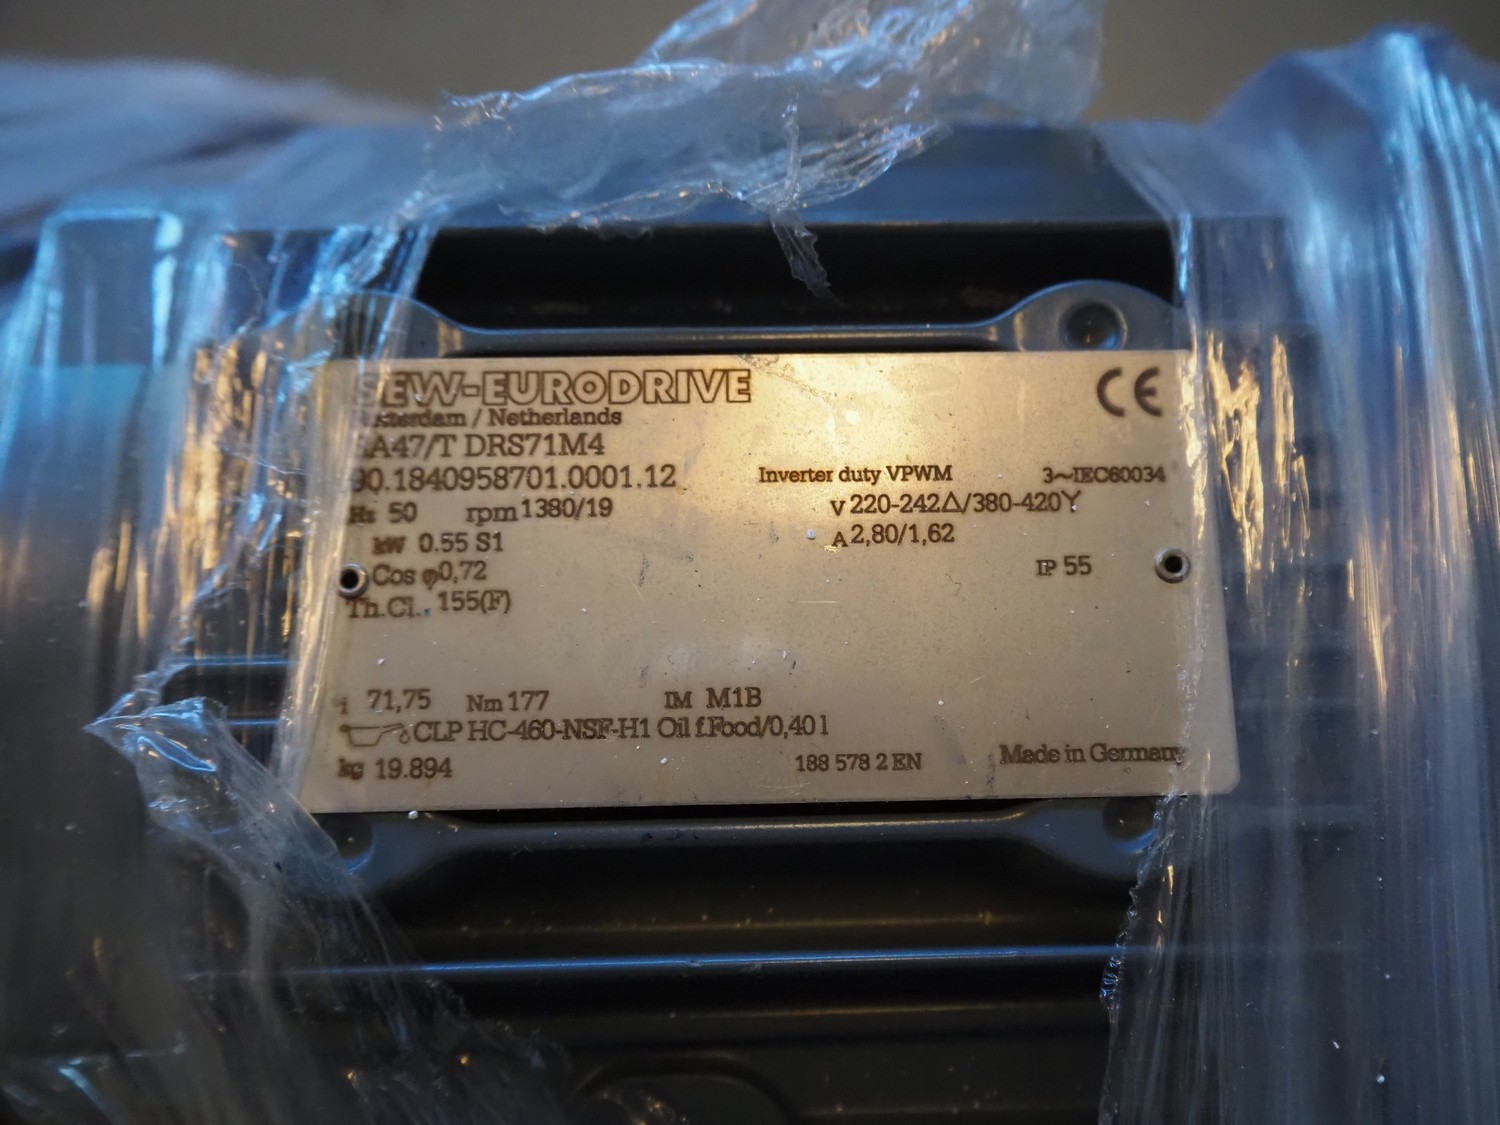 SEW-EURODRIVE
Rotterdam / Netherlands
A47/T DRS71M4
90.1840958701.0001.12
Inverter duty VPWM
3~IEC60034
Hz 50 rpm 1380/19
V 220-242Δ/380-420Y
kW 0.55 S1
A 2,80/1,62
Cos φ 0,72
IP 55
Th.Cl. 155(F)
i 71,75 Nm 177 IM M1B
CLP HC-460-NSF-H1 Oil f.Food/0,40 l
kg 19.894
188 578 2 EN
Made in Germany
CE